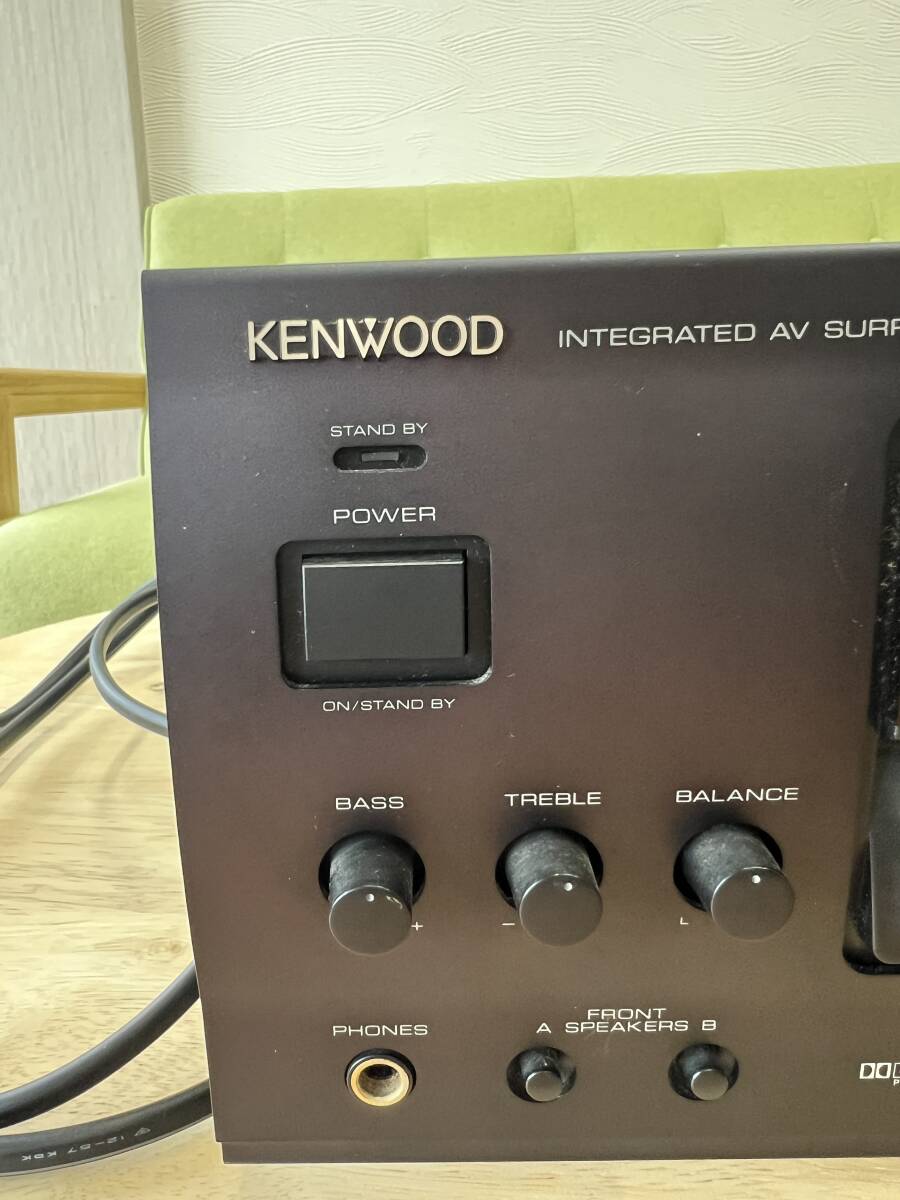 KENWOOD
INTEGRATED AV SURR
STAND BY
POWER
ON/STAND BY
BASS
TREBLE
BALANCE
+
−
L
PHONES
FRONT
A SPEAKERS B